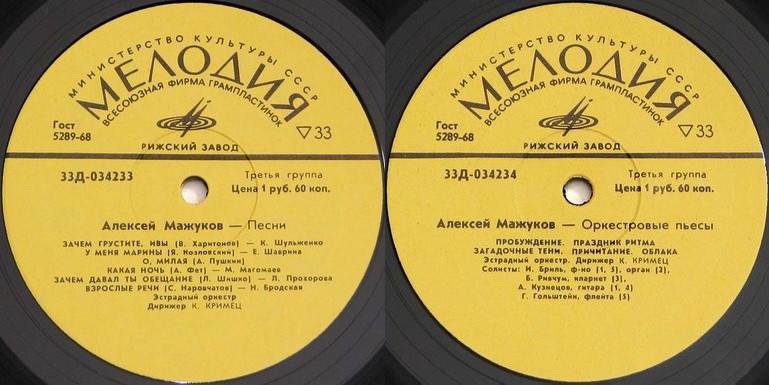 МИНИСТЕРСТВО КУЛЬТУРЫ СССР
МЕЛОДИЯ
ВСЕСОЮЗНАЯ ФИРМА ГРАМПЛАСТИНОК
Гост
5289-68
▽33
РИЖСКИЙ ЗАВОД
33Д-034233
Третья группа
Цена 1 руб. 60 коп.
Алексей Мажуков — Песни
ЗАЧЕМ ГРУСТИТЕ, ИВЫ (В. Харитонов) — К. Шульженко
У МЕНЯ МАРИНЫ (Я. Козловский) — Е. Шаврина
О, МИЛАЯ (А. Пушкин)
КАКАЯ НОЧЬ (А. Фет) — М. Магомаев
ЗАЧЕМ ДАВАЛ ТЫ ОБЕЩАНИЕ (Л. Шишко) — Л. Прохорова
ВЗРОСЛЫЕ РЕЧИ (С. Наровчатов) — Н. Бродская
Эстрадный оркестр
Дирижер К. КРИМЕЦ
МИНИСТЕРСТВО КУЛЬТУРЫ СССР
МЕЛОДИЯ
ВСЕСОЮЗНАЯ ФИРМА ГРАМПЛАСТИНОК
Гост
5289-68
▽33
РИЖСКИЙ ЗАВОД
33Д-034234
Третья группа
Цена 1 руб. 60 коп.
Алексей Мажуков — Оркестровые пьесы
ПРОБУЖДЕНИЕ. ПРАЗДНИК РИТМА
ЗАГАДОЧНЫЕ ТЕНИ. ПРИЧИТАНИЕ. ОБЛАКА
Эстрадный оркестр. Дирижер К. КРИМЕЦ
Солисты: И. Бриль, ф-но (1, 5), орган (2),
Б. Ривчун, кларнет (3),
А. Кузнецов, гитара (1, 4)
Г. Гольштейн, флейта (5)